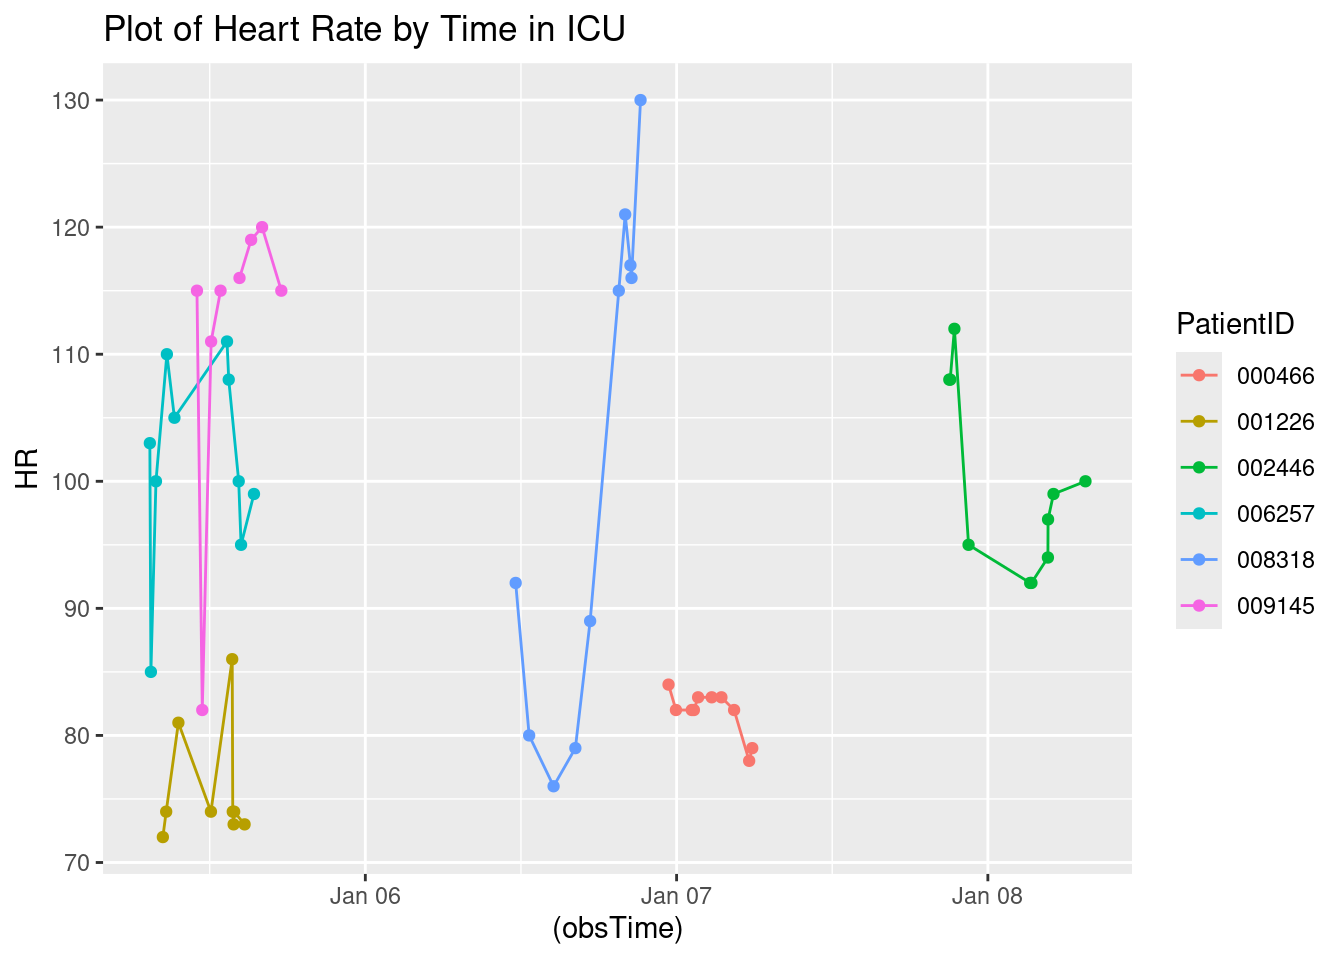 Plot of Heart Rate by Time in ICU
130
120
110
100
90
80
70
HR
Jan 06
Jan 07
Jan 08
(obsTime)
PatientID
000466
001226
002446
006257
008318
009145